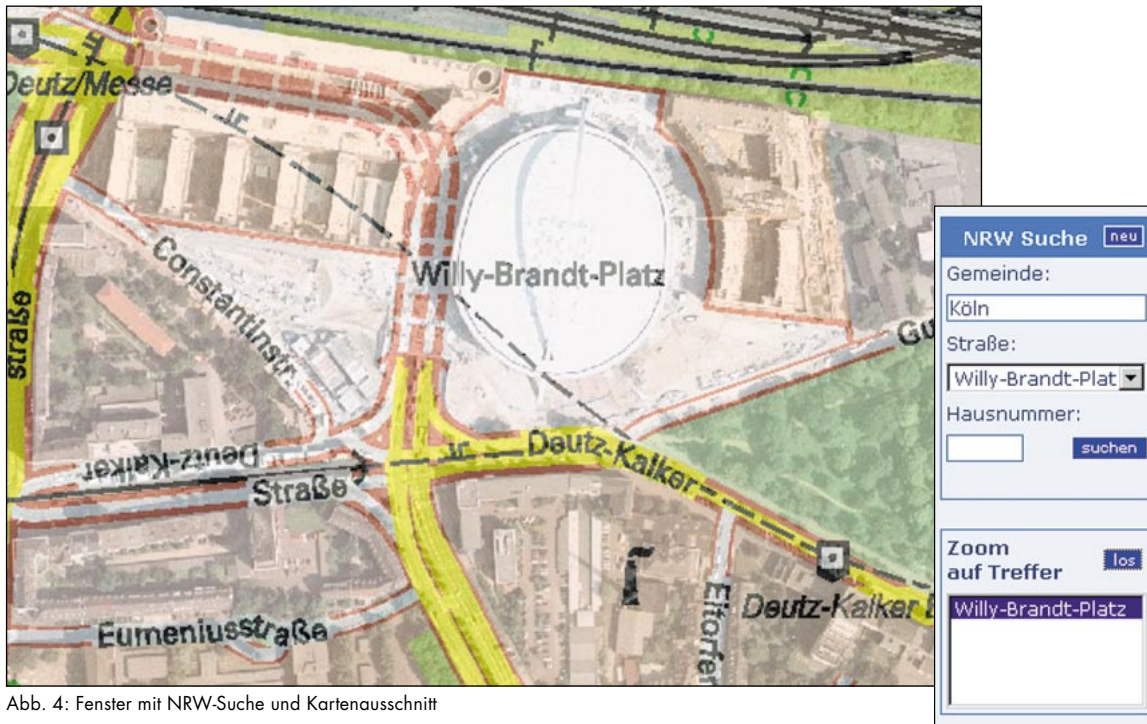 Deutz/Messe
straße
Constantinstr.
Willy-Brandt-Platz
Gu
Deutz-Kalker
Straße
Deutz-Kalker
Eumeniusstraße
Eitorfer
Deutz-Kalker
NRW Suche neu
Gemeinde:
Köln
Straße:
Willy-Brandt-Plat
Hausnummer:
suchen
Zoom
auf Treffer los
Willy-Brandt-Platz
Abb. 4: Fenster mit NRW-Suche und Kartenausschnitt